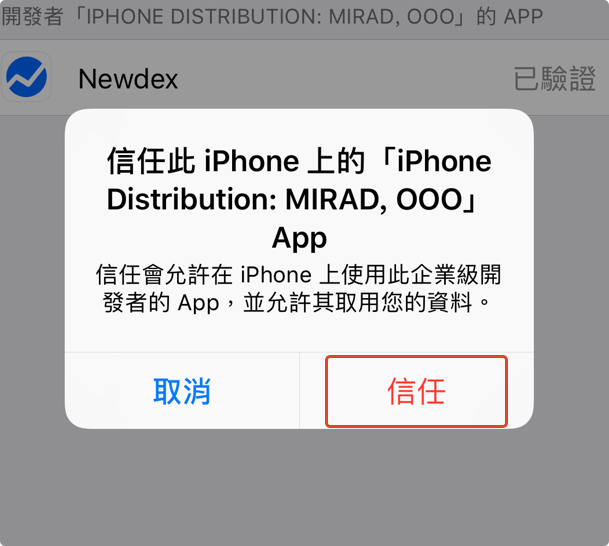 開發者「IPHONE DISTRIBUTION: MIRAD, OOO」的 APP
Newdex
已驗證
信任此 iPhone 上的「iPhone
Distribution: MIRAD, OOO」
App
信任會允許在 iPhone 上使用此企業級開
發者的 App，並允許其取用您的資料。
取消
信任